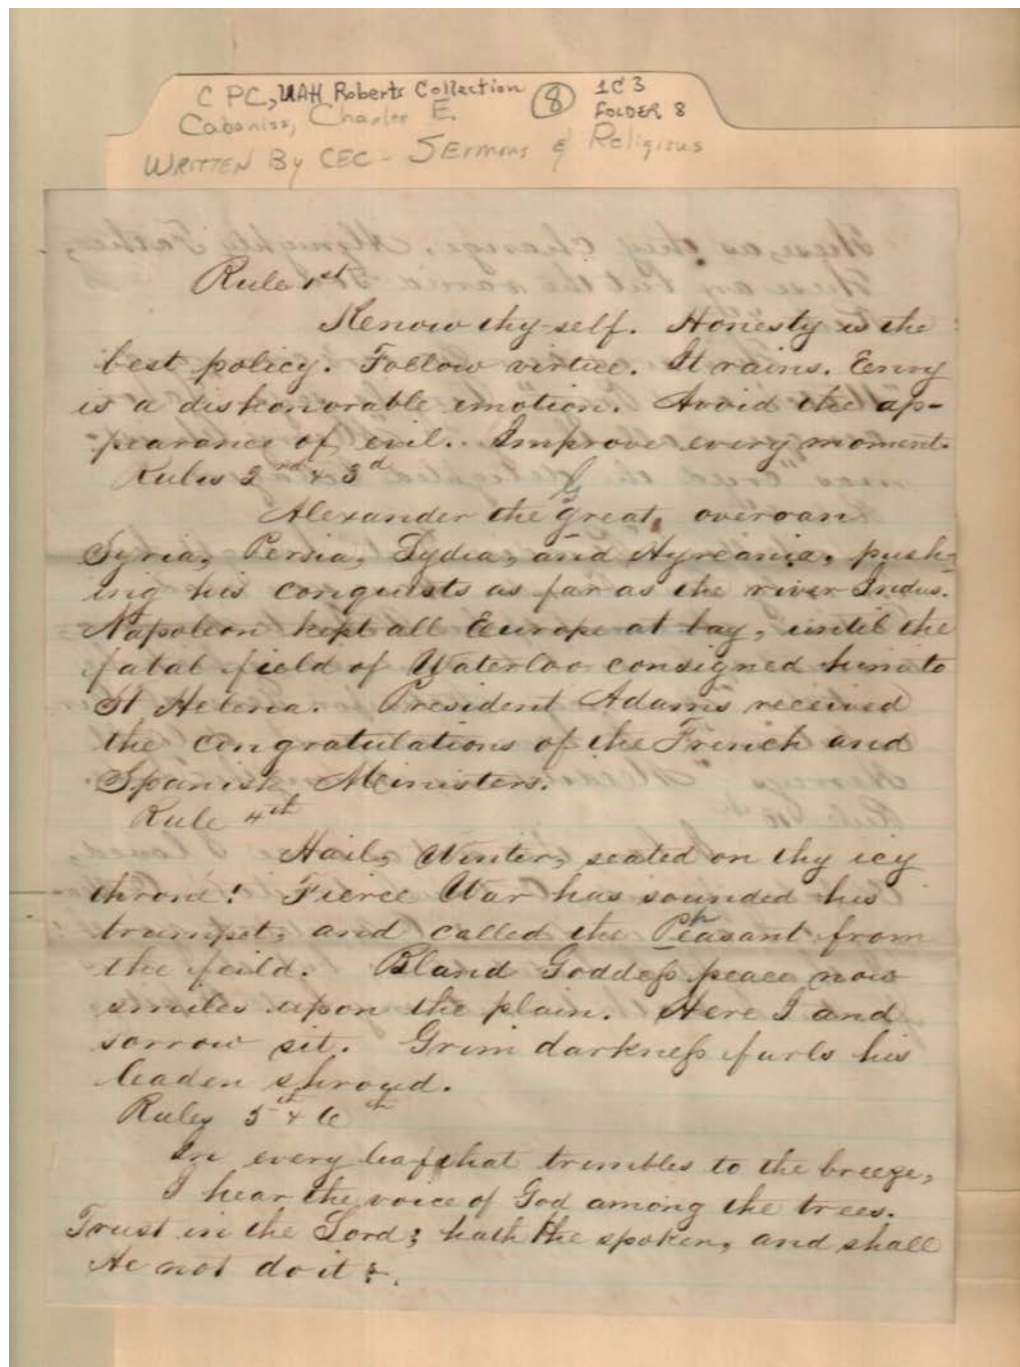 C PC, UAH Roberts Collection ⑧ 1C3
Cabaniss, Charles E. FOLDER 8
WRITTEN By CEC - SErmons & Religious
Rule 1st
Kenow thy-self. Honesty is the
best policy. Follow virtue. It rains. Envy
is a dishonorable emotion. Avoid the ap-
pearance of evil. Improve every moment.
Rules 2nd & 3d
Alexander the Great, overran
Syria, Persia, Lydia, and Hyrcania, push-
ing his conquests as far as the river Indus.
Napoleon kept all Europe at bay, until the
fatal field of Waterloo consigned him to
St Helena. President Adams received
the congratulations of the French and
Spanish Ministers.
Rule 4th
Hail, Winter, seated on thy icy
throne! Fierce War has sounded his
trumpet, and called the Peasant from
the feild. Bland Goddess peace now
smiles upon the plain. Here I and
sorrow sit. Grim darkness furls his
leaden shroud.
Rules 5th & 6th
In every leaf that trembles to the breeze,
I hear the voice of God among the trees.
Trust in the Lord; hath He spoken, and shall
He not do it?